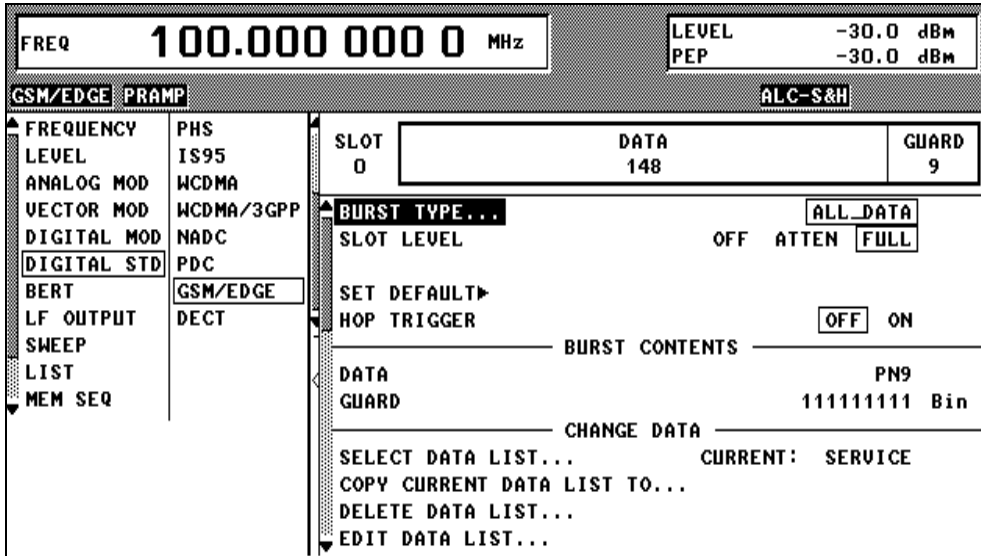 FREQ 100.000 000 0 MHz
LEVEL -30.0 dBm
PEP -30.0 dBm
GSM/EDGE PRAMP ALC-S&H
FREQUENCY
LEVEL
ANALOG MOD
VECTOR MOD
DIGITAL MOD
DIGITAL STD
BERT
LF OUTPUT
SWEEP
LIST
MEM SEQ
PHS
IS95
WCDMA
WCDMA/3GPP
NADC
PDC
GSM/EDGE
DECT
SLOT DATA GUARD
0 148 9
BURST TYPE... ALL_DATA
SLOT LEVEL OFF ATTEN FULL
SET DEFAULT▶
HOP TRIGGER OFF ON
BURST CONTENTS
DATA PN9
GUARD 111111111 Bin
CHANGE DATA
SELECT DATA LIST... CURRENT: SERVICE
COPY CURRENT DATA LIST TO...
DELETE DATA LIST...
EDIT DATA LIST...